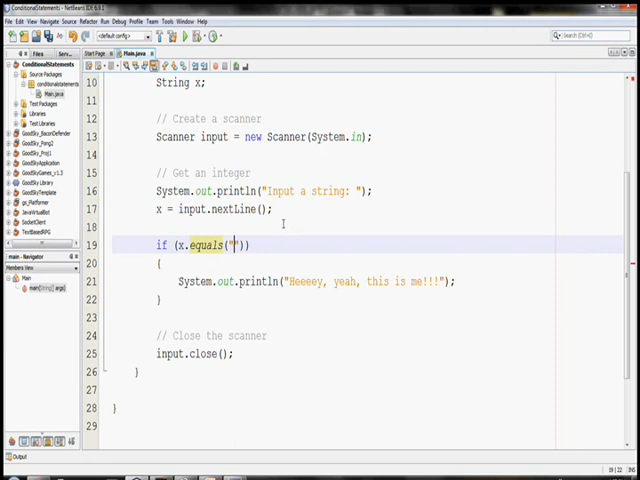 ConditionalStatements - NetBeans IDE 6.9.1
File Edit View Navigate Source Refactor Run Debug Profile Team Tools Window Help
<default config>
Search (Ctrl+I)
Files Services
Start Page Main.java
ConditionalStatements
Source Packages
conditionalstatements
Main.java
Test Packages
Libraries
Test Libraries
GoodSky_BaconDefender
GoodSky_Pong2
GoodSky_Proj1
GoodSkyApplication
GoodSkyGames_v1.3
GoodSky Library
GoodSkyTemplate
gs_Platformer
JavaVirtualBot
SocketClient
TextBasedRPG
main - Navigator
Members View
Main
main(String[] args)
10 String x;
11
12 // Create a scanner
13 Scanner input = new Scanner(System.in);
14
15 // Get an integer
16 System.out.println("Input a string: ");
17 x = input.nextLine();
18
19 if (x.equals(""))
20 {
21 System.out.println("Heeeey, yeah, this is me!!!");
22 }
23
24 // Close the scanner
25 input.close();
26 }
27
28 }
29
Output
19 | 22 INS